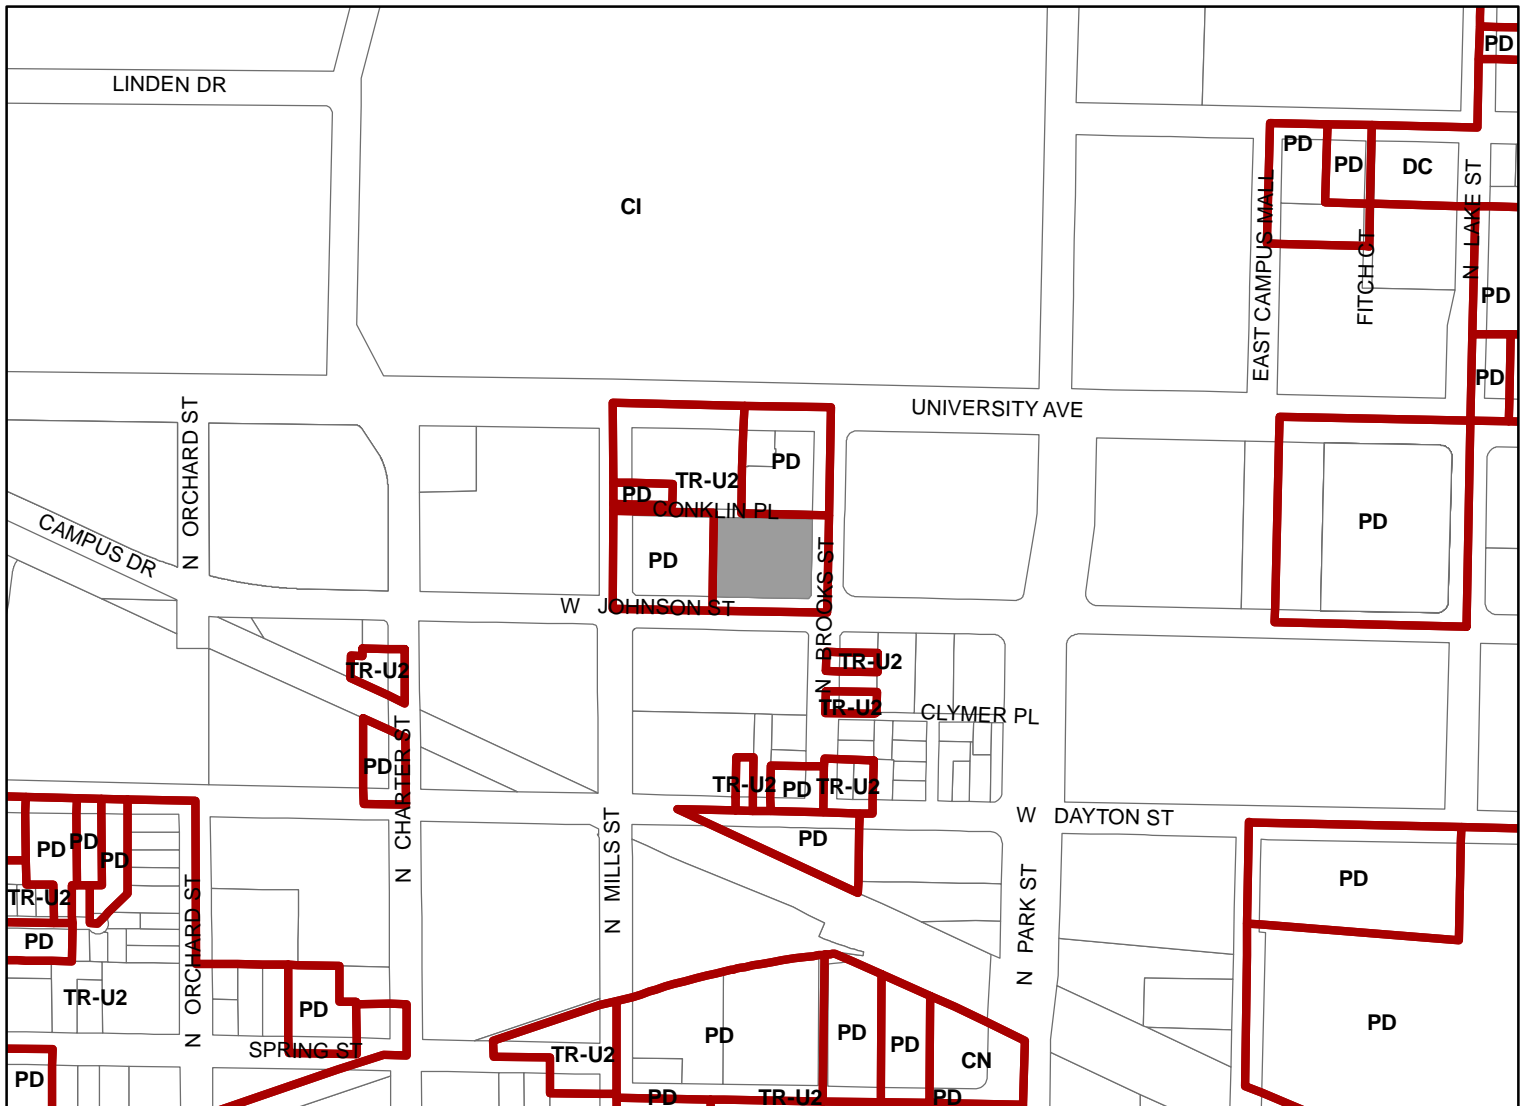 PD
LINDEN DR
PD
PD
DC
CI
N LAKE ST
EAST CAMPUS MALL
FITCH CT
PD
PD
UNIVERSITY AVE
N ORCHARD ST
PD
TR-U2
PD
CONKLIN PL
CAMPUS DR
PD
PD
W JOHNSON ST
N BROOKS ST
TR-U2
TR-U2
TR-U2
CLYMER PL
PD
N CHARTER ST
TR-U2
PD
TR-U2
W DAYTON ST
PD
PD
PD
PD
PD
N MILLS ST
TR-U2
N ORCHARD ST
N PARK ST
PD
TR-U2
PD
PD
PD
PD
PD
SPRING ST
TR-U2
CN
PD
PD
TR-U2
PD